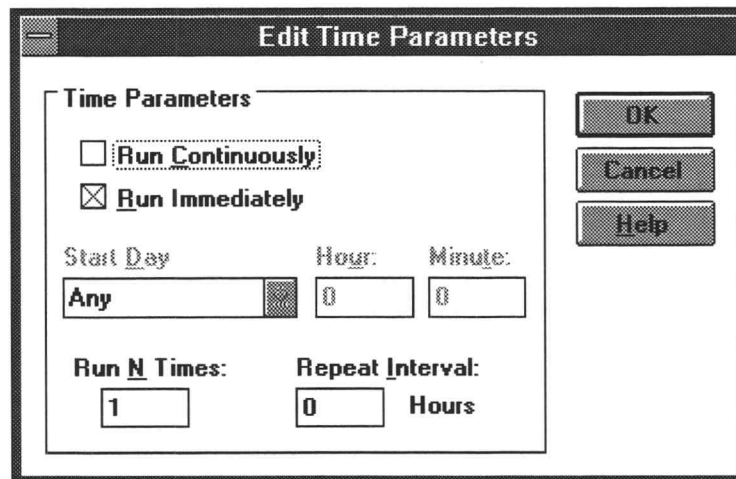 Edit Time Parameters
Time Parameters
OK
Run Continuously
Cancel
Run Immediately
Help
Start Day Hour: Minute:
Any 0 0
Run N Times: Repeat Interval:
1 0 Hours